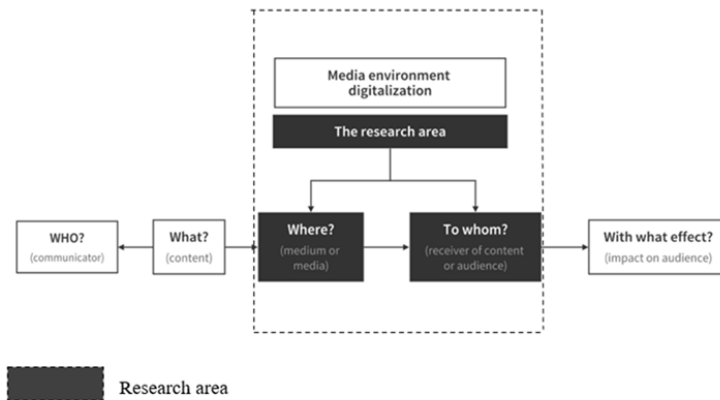 Media environment
digitalization
The research area
WHO?
(communicator)
What?
(content)
Where?
(medium or
media)
To whom?
(receiver of content
or audience)
With what effect?
(impact on audience)
Research area